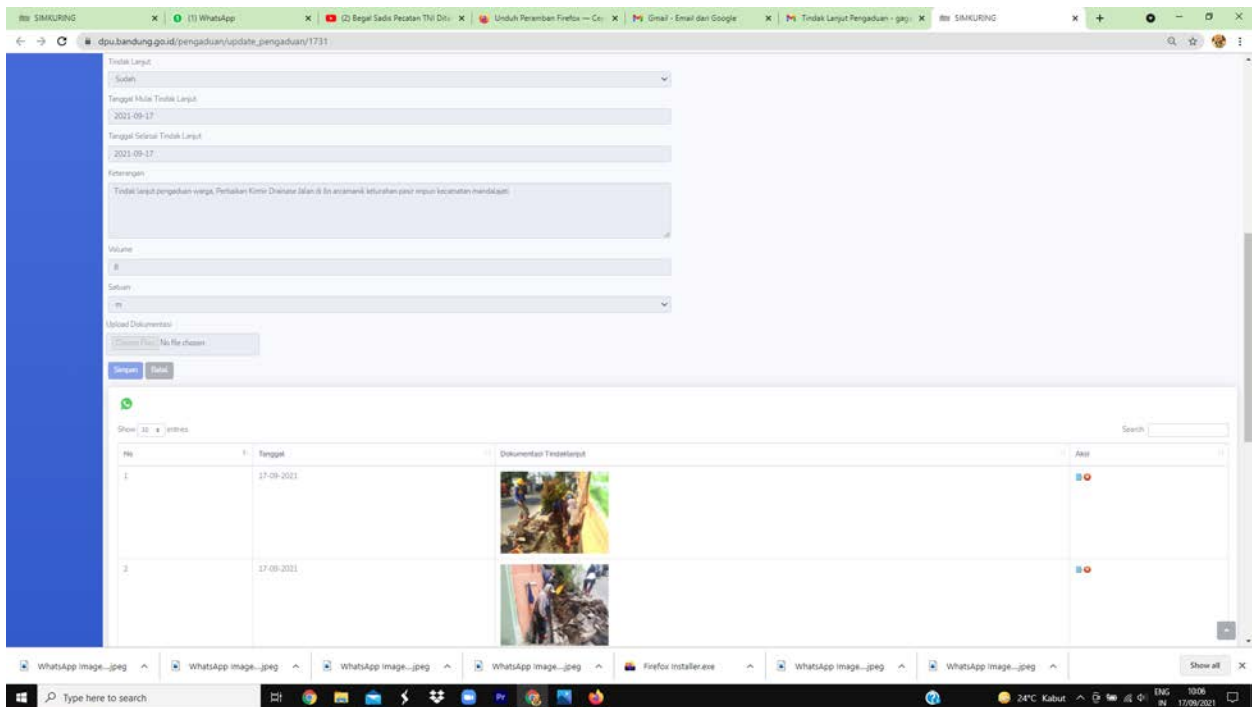 SIMKURING
(1) WhatsApp
(2) Begal Sadis Pecatan TNI Ditu
Unduh Peramban Firefox — Ce
Gmail - Email dari Google
Tindak Lanjut Pengaduan - gag
SIMKURING
dpu.bandung.go.id/pengaduan/update_pengaduan/1731
Tindak Lanjut
Sudah
Tanggal Mulai Tindak Lanjut
2021-09-17
Tanggal Selesai Tindak Lanjut
2021-09-17
Keterangan
Tindak lanjut pengaduan warga, Perbaikan Kirmir Drainase Jalan di kelurahan pasir impun kecamatan mandalajati
Volume
8
Satuan
m
Upload Dokumentasi
Choose Files No file chosen
Simpan Batal
Show 10 entries
Search
No Tanggal Dokumentasi Tindaklanjut Aksi
1 17-09-2021
2 17-09-2021
WhatsApp Image....jpeg
WhatsApp Image....jpeg
WhatsApp Image....jpeg
WhatsApp Image....jpeg
Firefox Installer.exe
WhatsApp Image....jpeg
WhatsApp Image....jpeg
Show all
Type here to search
Pr
24°C Kabut
ENG
IN
10:06
17/09/2021